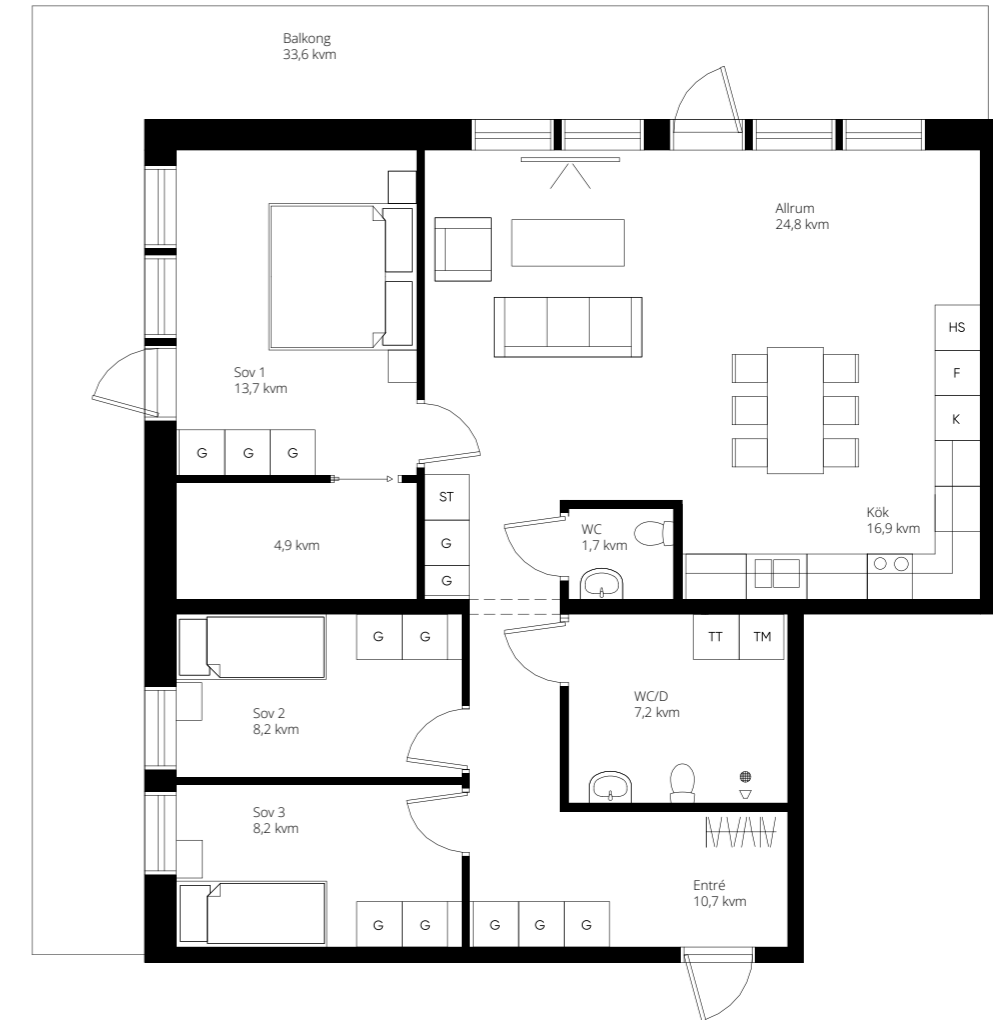 Balkong
33,6 kvm
Allrum
24,8 kvm
HS
F
K
Sov 1
13,7 kvm
G
G
G
ST
G
G
4,9 kvm
WC
1,7 kvm
Kök
16,9 kvm
G
G
TT
TM
Sov 2
8,2 kvm
WC/D
7,2 kvm
Sov 3
8,2 kvm
Entré
10,7 kvm
G
G
G
G
G